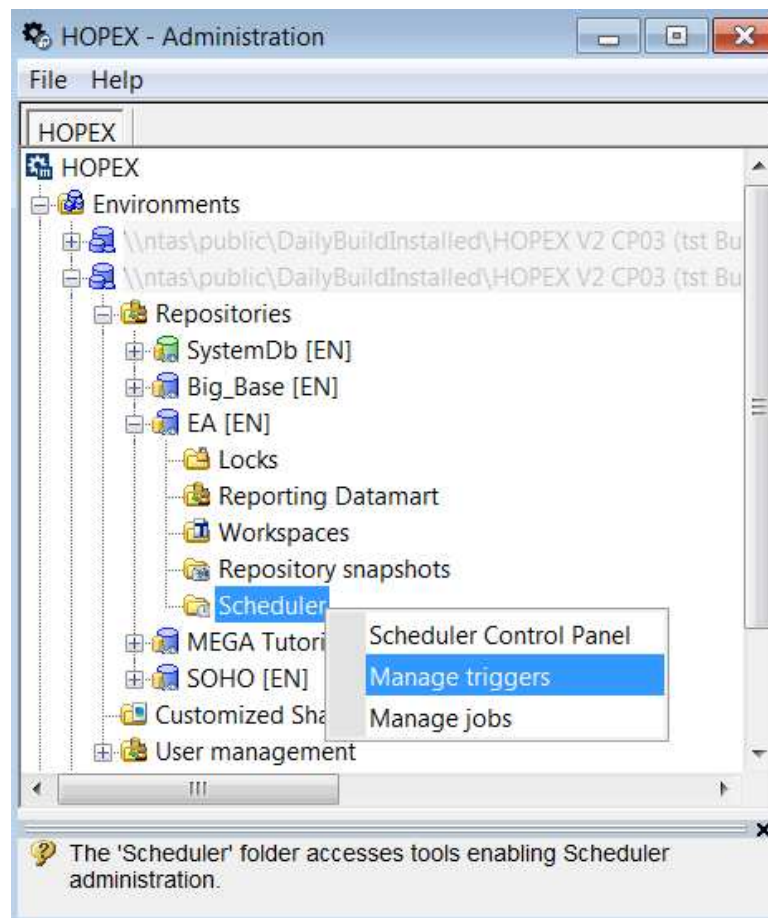 HOPEX - Administration
File Help
HOPEX
HOPEX
Environments
\\ntas\public\DailyBuildInstalled\HOPEX V2 CP03 (tst Bu
\\ntas\public\DailyBuildInstalled\HOPEX V2 CP03 (tst Bu
Repositories
SystemDb [EN]
Big_Base [EN]
EA [EN]
Locks
Reporting Datamart
Workspaces
Repository snapshots
Scheduler
Scheduler Control Panel
MEGA Tutori
Manage triggers
SOHO [EN]
Manage jobs
Customized Sha
User management
The 'Scheduler' folder accesses tools enabling Scheduler
administration.